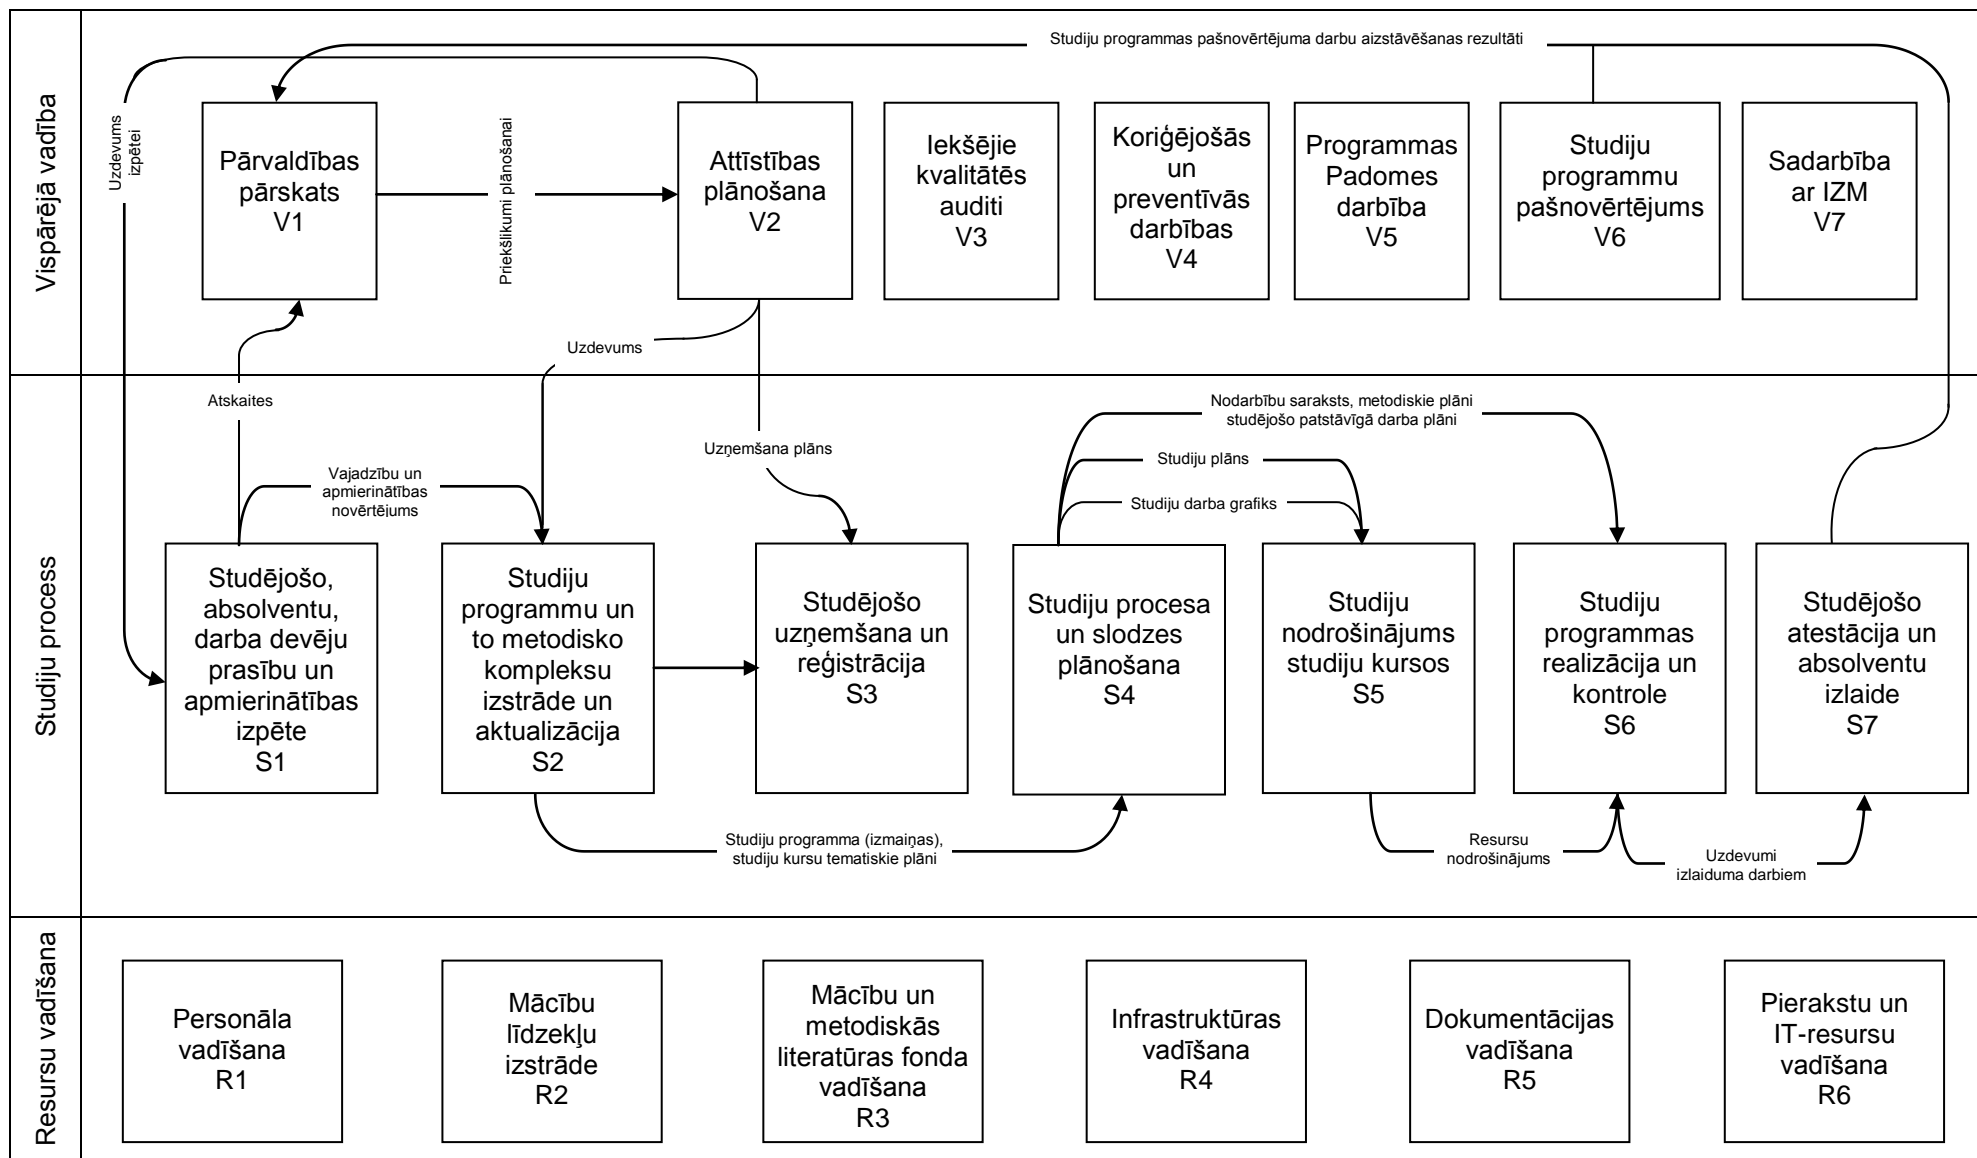 Vispārējā vadība
Studiju programmas pašnovērtējuma darbu aizstāvēšanas rezultāti
Uzdevums
izpētei
Pārvaldības
pārskats
V1
Priekšlikumi plānošanai
Attīstības
plānošana
V2
Iekšējie
kvalitātēs
auditi
V3
Koriģējošās
un
preventīvās
darbības
V4
Programmas
Padomes
darbība
V5
Studiju
programmu
pašnovērtējums
V6
Sadarbība
ar IZM
V7
Uzdevums
Studiju process
Atskaites
Vajadzību un
apmierinātības
novērtējums
Uzņemšana plāns
Nodarbību saraksts, metodiskie plāni
studējošo patstāvīgā darba plāni
Studiju plāns
Studiju darba grafiks
Studējošo,
absolventu,
darba devēju
prasību un
apmierinātības
izpēte
S1
Studiju
programmu un
to metodisko
kompleksu
izstrāde un
aktualizācija
S2
Studējošo
uzņemšana un
reģistrācija
S3
Studiju procesa
un slodzes
plānošana
S4
Studiju
nodrošinājums
studiju kursos
S5
Studiju
programmas
realizācija un
kontrole
S6
Studējošo
atestācija un
absolventu
izlaide
S7
Studiju programma (izmaiņas),
studiju kursu tematiskie plāni
Resursu
nodrošinājums
Uzdevumi
izlaiduma darbiem
Resursu vadīšana
Personāla
vadīšana
R1
Mācību
līdzekļu
izstrāde
R2
Mācību un
metodiskās
literatūras fonda
vadīšana
R3
Infrastruktūras
vadīšana
R4
Dokumentācijas
vadīšana
R5
Pierakstu un
IT-resursu
vadīšana
R6